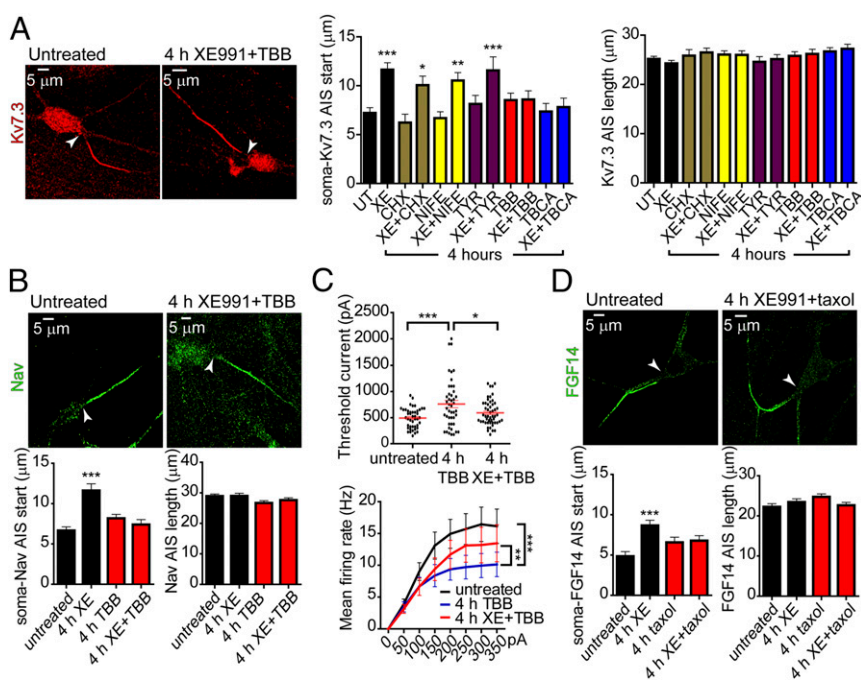 A
Untreated
4 h XE991+TBB
5 μm
5 μm
Kv7.3
soma-Kv7.3 AIS start (μm)
15
10
5
0
UT
XE
CHX
XE+CHX
NIFE
XE+NIFE
TYR
XE+TYR
TBB
XE+TBB
TBCA
XE+TBCA
***
*
**
***
4 hours
Kv7.3 AIS length (μm)
40
30
20
10
0
UT
XE
CHX
XE+CHX
NIFE
XE+NIFE
TYR
XE+TYR
TBB
XE+TBB
TBCA
XE+TBCA
4 hours
B
Untreated
4 h XE991+TBB
5 μm
5 μm
Nav
soma-Nav AIS start (μm)
15
10
5
0
***
untreated
4 h XE
4 h TBB
4 h XE+TBB
Nav AIS length (μm)
40
30
20
10
0
untreated
4 h XE
4 h TBB
4 h XE+TBB
C
Threshold current (pA)
2500
2000
1500
1000
500
0
***
*
untreated
4 h
4 h
TBB
XE+TBB
Mean firing rate (Hz)
20
15
10
5
0
**
***
untreated
4 h TBB
4 h XE+TBB
0
50
100
150
200
250
300
350
pA
D
Untreated
4 h XE991+taxol
5 μm
5 μm
FGF14
soma-FGF14 AIS start (μm)
15
10
5
0
***
untreated
4 h XE
4 h taxol
4 h XE+taxol
FGF14 AIS length (μm)
40
30
20
10
0
untreated
4 h XE
4 h taxol
4 h XE+taxol